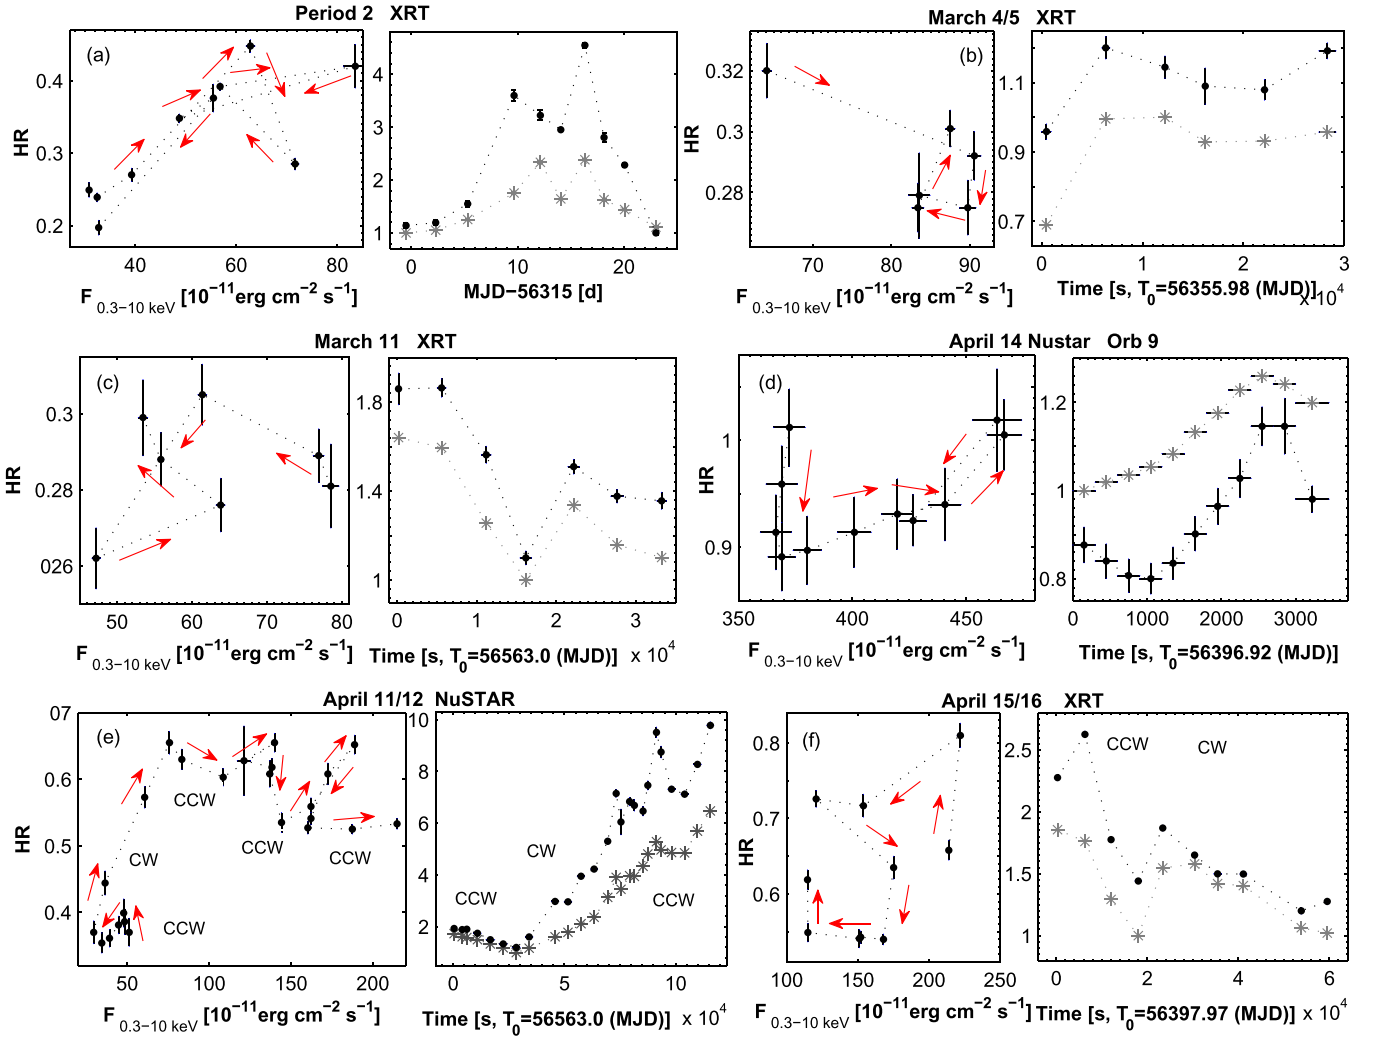 Period 2 XRT
(a)
HR
0.4
0.3
0.2
40 60 80
F 0.3−10 keV [10−11erg cm−2 s−1]
5
4
3
2
1
0 10 20
MJD−56315 [d]
March 4/5 XRT
(b)
HR
0.32
0.3
0.28
70 80 90
F 0.3−10 keV [10−11erg cm−2 s−1]
1.1
0.9
0.7
0 1 2 3
Time [s, T0=56355.98 (MJD)]
x 10^4
March 11 XRT
(c)
HR
0.3
0.28
026
50 60 70 80
F 0.3−10 keV [10−11erg cm−2 s−1]
1.8
1.4
1
0 1 2 3
Time [s, T0=56563.0 (MJD)] x 10^4
April 14 Nustar Orb 9
(d)
HR
1
0.9
350 400 450
F 0.3−10 keV [10−11erg cm−2 s−1]
1.2
1
0.8
0 1000 2000 3000
Time [s, T0=56396.92 (MJD)]
April 11/12 NuSTAR
(e)
HR
07
0.6
0.5
0.4
CCW
CW
CCW
CCW
CCW
50 100 150 200
F 0.3−10 keV [10−11erg cm−2 s−1]
10
8
6
4
2
CW
CCW
CCW
0 5 10
Time [s, T0=56563.0 (MJD)] x 10^4
April 15/16 XRT
(f)
HR
0.8
0.7
0.6
100 150 200 250
F 0.3−10 keV [10−11erg cm−2 s−1]
2.5
2
1.5
1
CCW CW
0 2 4 6
Time [s, T0=56397.97 (MJD)] x 10^4